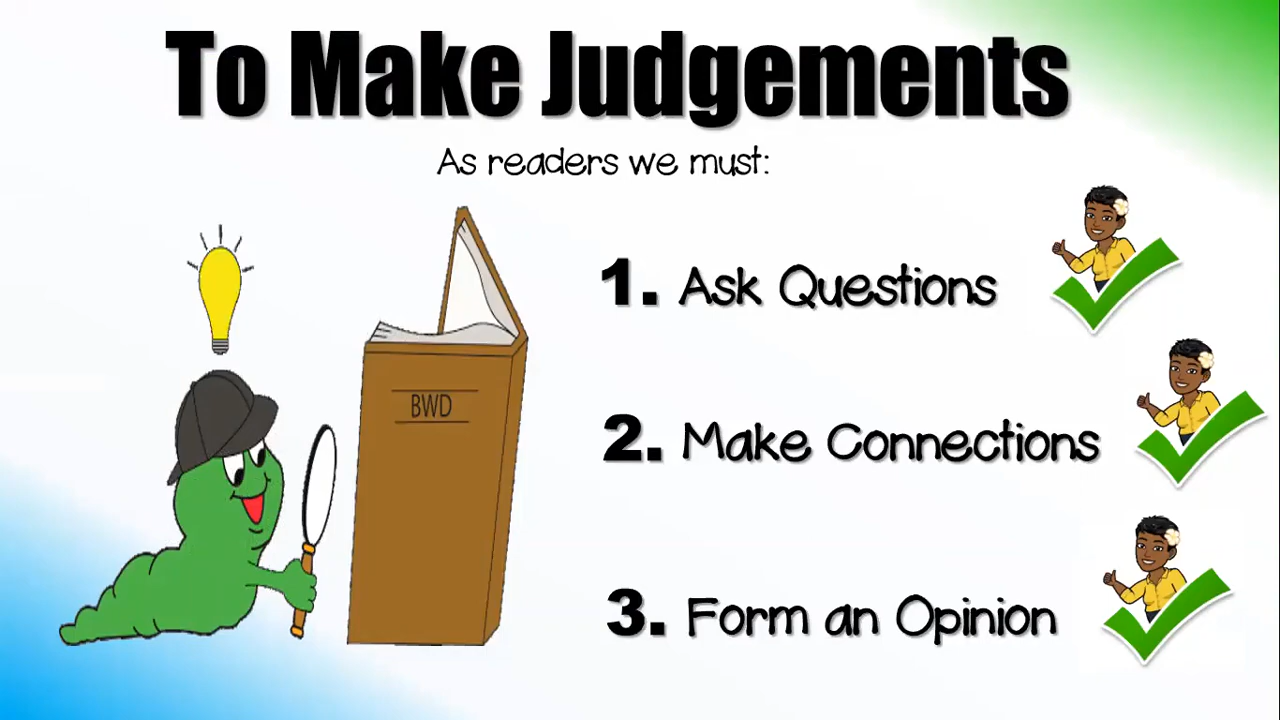 To Make Judgements
As readers we must:
1. Ask Questions
BWD
2. Make Connections
3. Form an Opinion